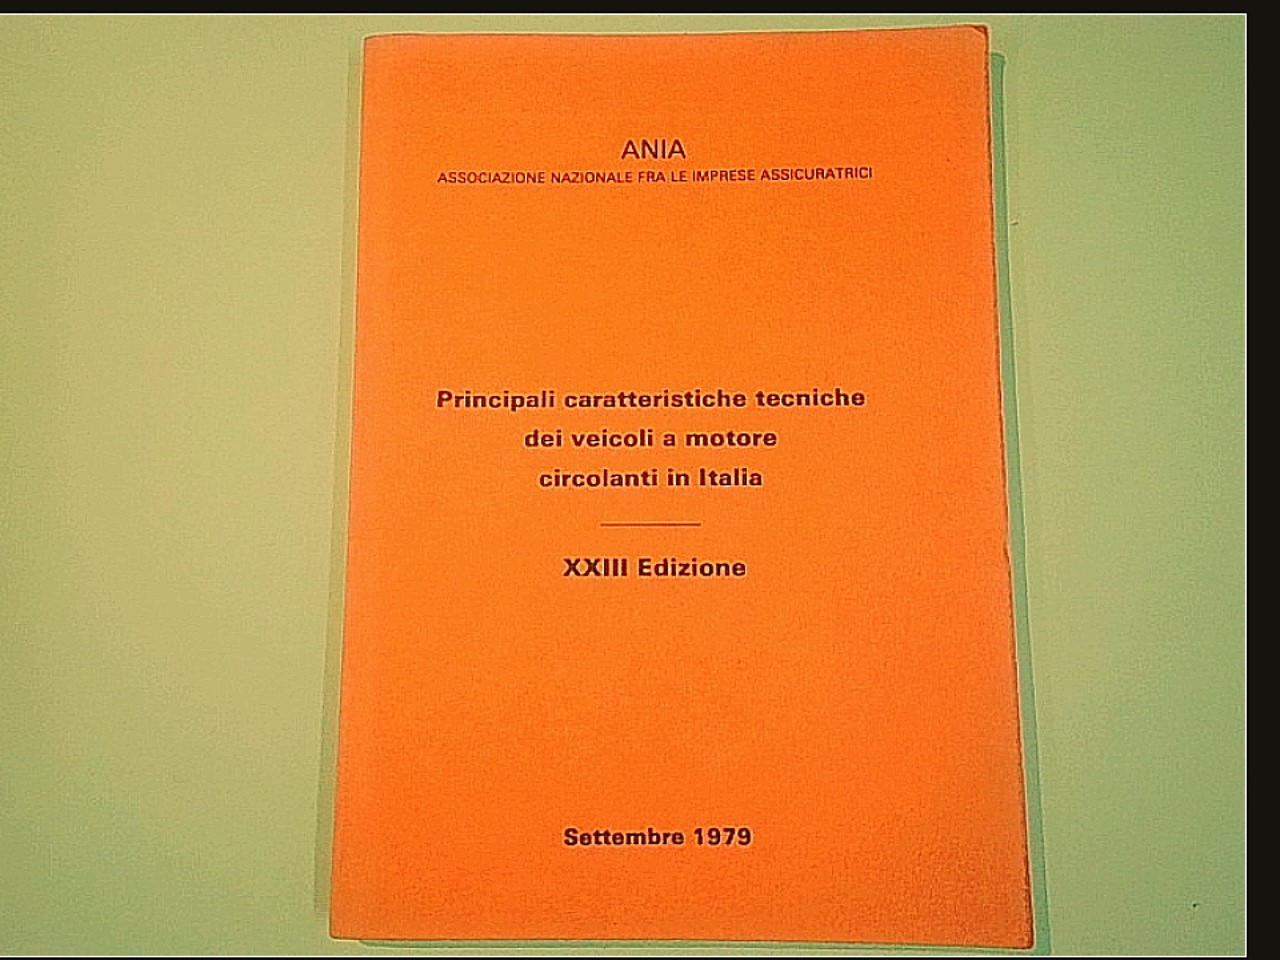 ANIA
ASSOCIAZIONE NAZIONALE FRA LE IMPRESE ASSICURATRICI
Principali caratteristiche tecniche
dei veicoli a motore
circolanti in Italia
XXIII Edizione
Settembre 1979